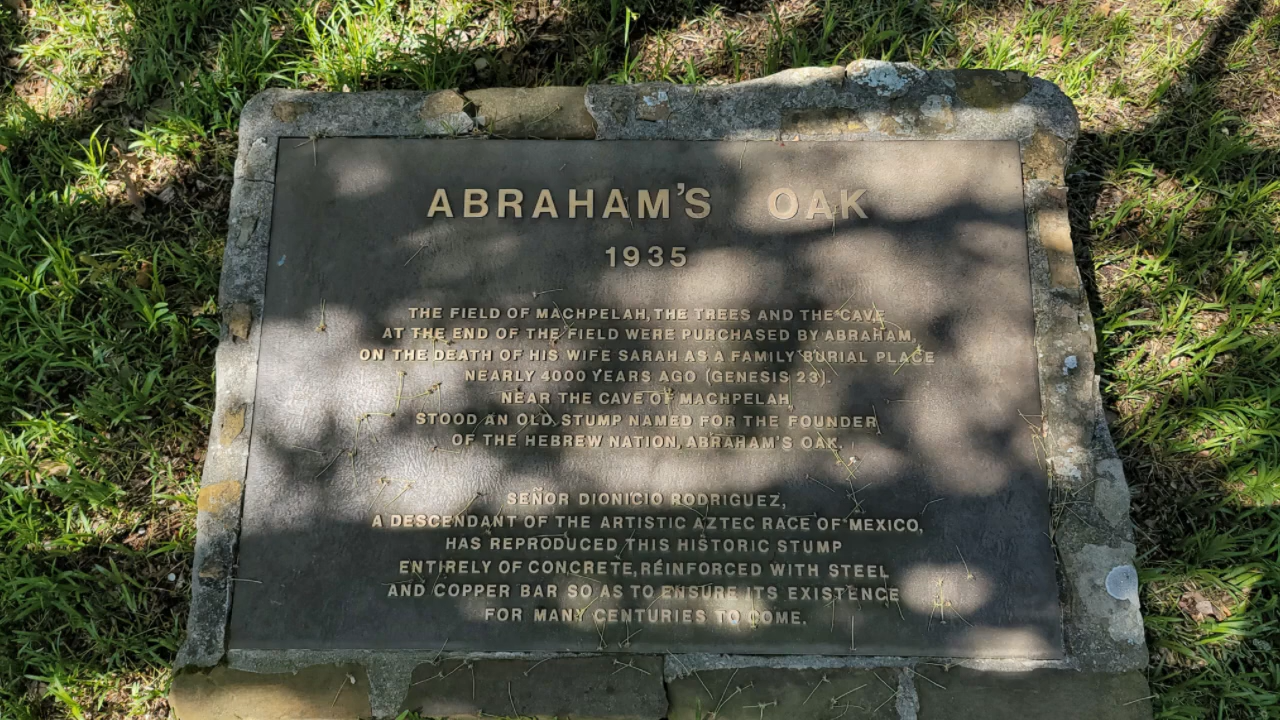 ABRAHAM'S OAK
1935
THE FIELD OF MACHPELAH, THE TREES AND THE CAVE
AT THE END OF THE FIELD WERE PURCHASED BY ABRAHAM,
ON THE DEATH OF HIS WIFE SARAH AS A FAMILY BURIAL PLACE
NEARLY 4000 YEARS AGO (GENESIS 23).
NEAR THE CAVE OF MACHPELAH
STOOD AN OLD STUMP NAMED FOR THE FOUNDER
OF THE HEBREW NATION, ABRAHAM'S OAK.
SEÑOR DIONICIO RODRIGUEZ,
A DESCENDANT OF THE ARTISTIC AZTEC RACE OF MEXICO,
HAS REPRODUCED THIS HISTORIC STUMP
ENTIRELY OF CONCRETE, REINFORCED WITH STEEL
AND COPPER BAR SO AS TO ENSURE ITS EXISTENCE
FOR MANY CENTURIES TO COME.